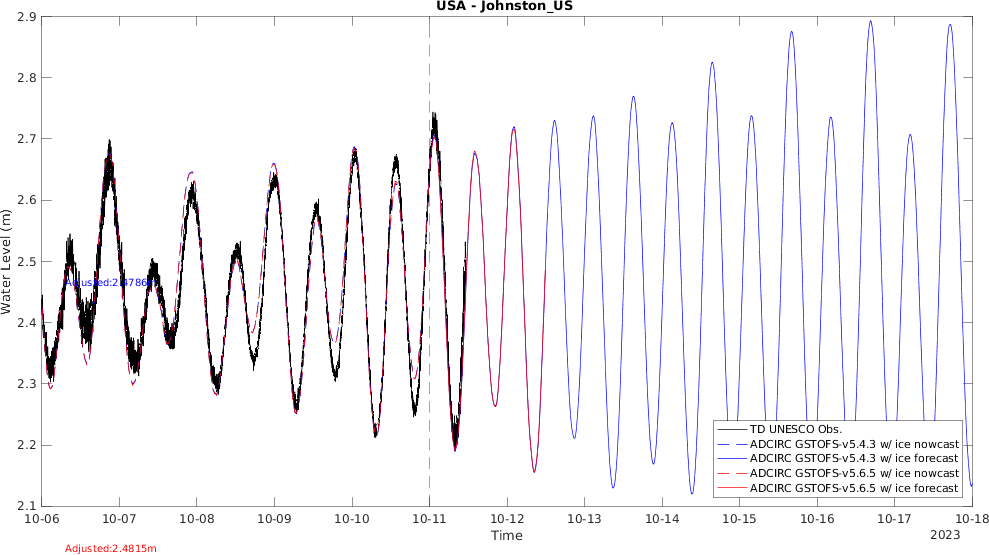 USA - Johnston_US
2.9
2.8
2.7
2.6
2.5
2.4
2.3
2.2
2.1
Water Level (m)
Adjusted:2.4786
TD UNESCO Obs.
ADCIRC GSTOFS-v5.4.3 w/ ice nowcast
ADCIRC GSTOFS-v5.4.3 w/ ice forecast
ADCIRC GSTOFS-v5.6.5 w/ ice nowcast
ADCIRC GSTOFS-v5.6.5 w/ ice forecast
10-06 10-07 10-08 10-09 10-10 10-11 10-12 10-13 10-14 10-15 10-16 10-17 10-18
Time
2023
Adjusted:2.4815m